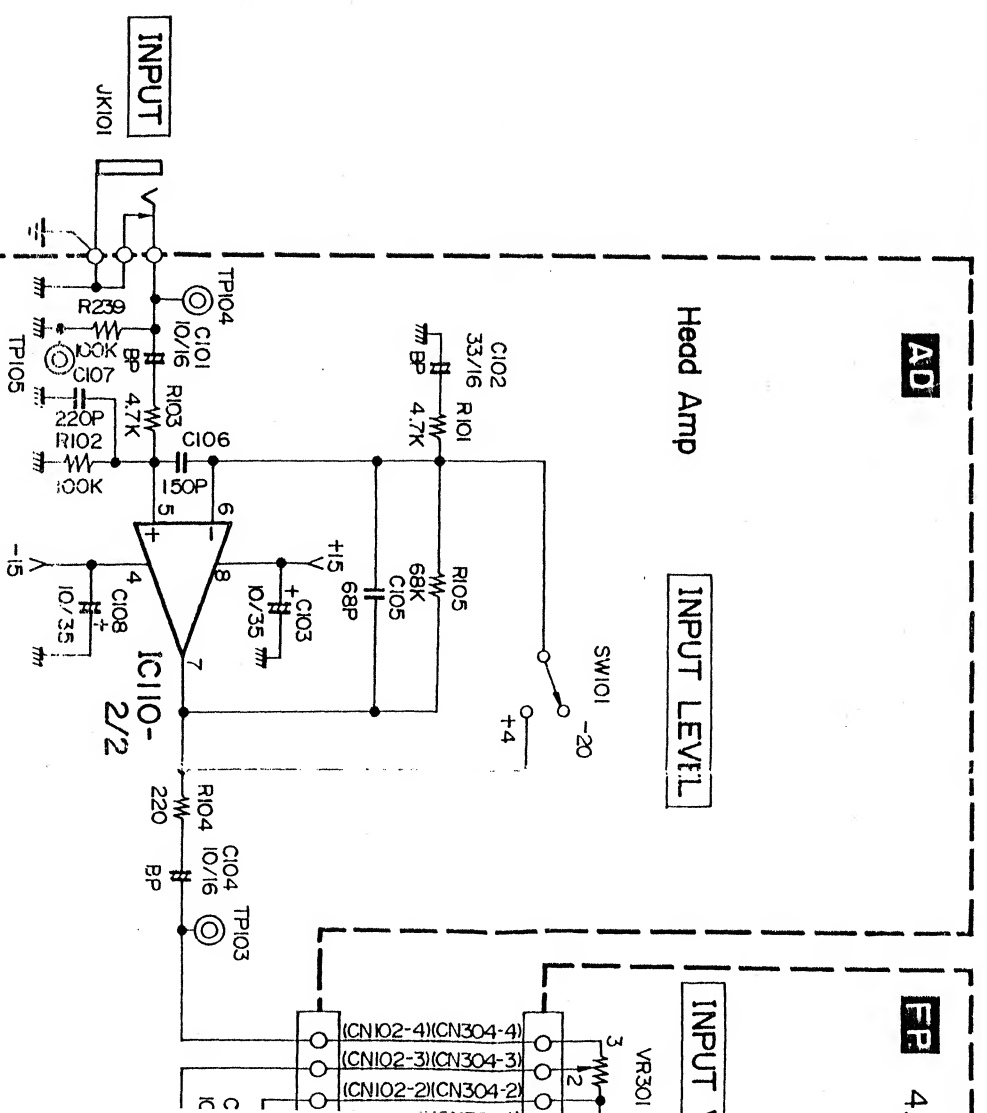 INPUT
JK101
AD
Head Amp
INPUT LEVEL
TP104
C101
10/16
BP
R239
100K
TP105
C107
220P
R103
4.7K
R102
100K
C106
150P
C102
33/16
BP
R101
4.7K
R105
68K
C105
68P
5
6
+
-
4
8
7
+15
-15
+
C103
10/35
C108
10/35
+
IC110-
2/2
SW101
-20
+4
R104
220
C104
10/16
BP
TP103
(CN102-4)(CN304-4)
(CN102-3)(CN304-3)
(CN102-2)(CN304-2)
3
2
VR301
INPUT
FP
4.
C